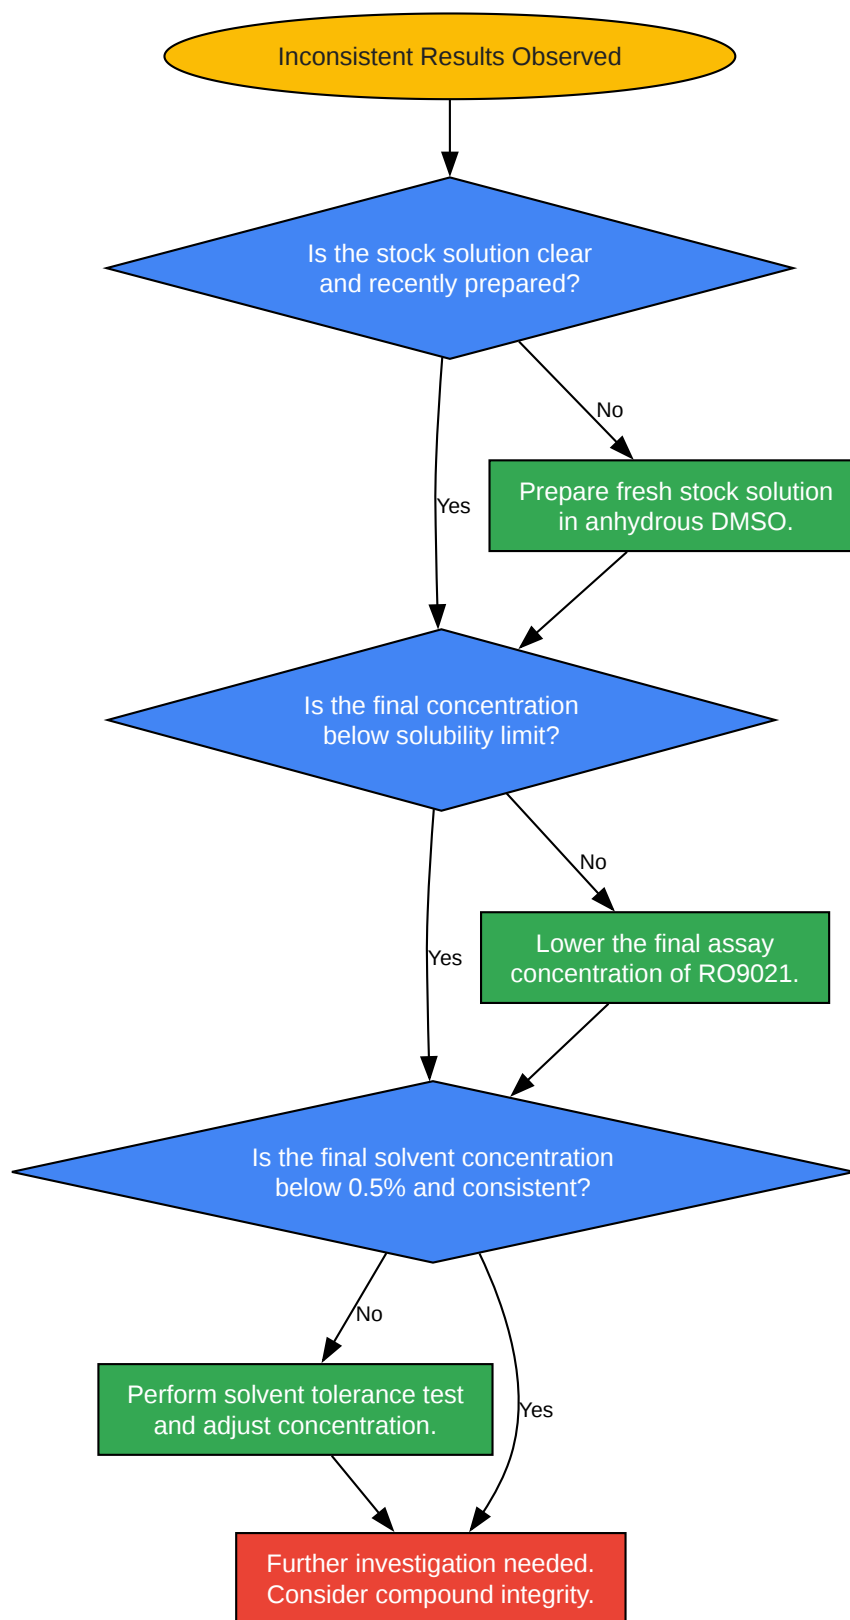 Inconsistent Results Observed
Is the stock solution clear
and recently prepared?
No
Yes
Prepare fresh stock solution
in anhydrous DMSO.
Is the final concentration
below solubility limit?
No
Yes
Lower the final assay
concentration of RO9021.
Is the final solvent concentration
below 0.5% and consistent?
No
Perform solvent tolerance test
and adjust concentration.
Yes
Further investigation needed.
Consider compound integrity.